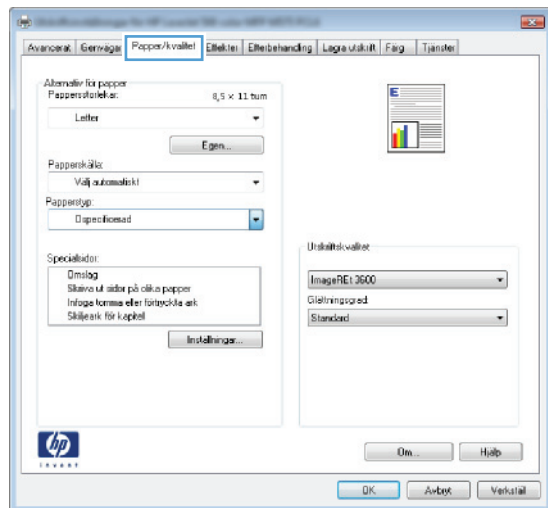 Avancerat Genvägar Papper/kvalitet Effekter Efterbehandling Lagra utskrift Färg Tjänster
Alternativ för papper
Pappersstorlekar: 8,5 × 11 tum
Letter
Egen...
Papperskälla:
Välj automatiskt
Papperstyp:
Ospecificerad
Specialsidor:
Omslag
Skriva ut sidor på olika papper
Infoga tomma eller förtryckta ark
Skiljeark för kapitel
Inställningar...
E
Utskriftskvalitet
ImageREt 3600
Glättningsgrad:
Standard
hp
invent
Om...
Hjälp
OK
Avbryt
Verkställ